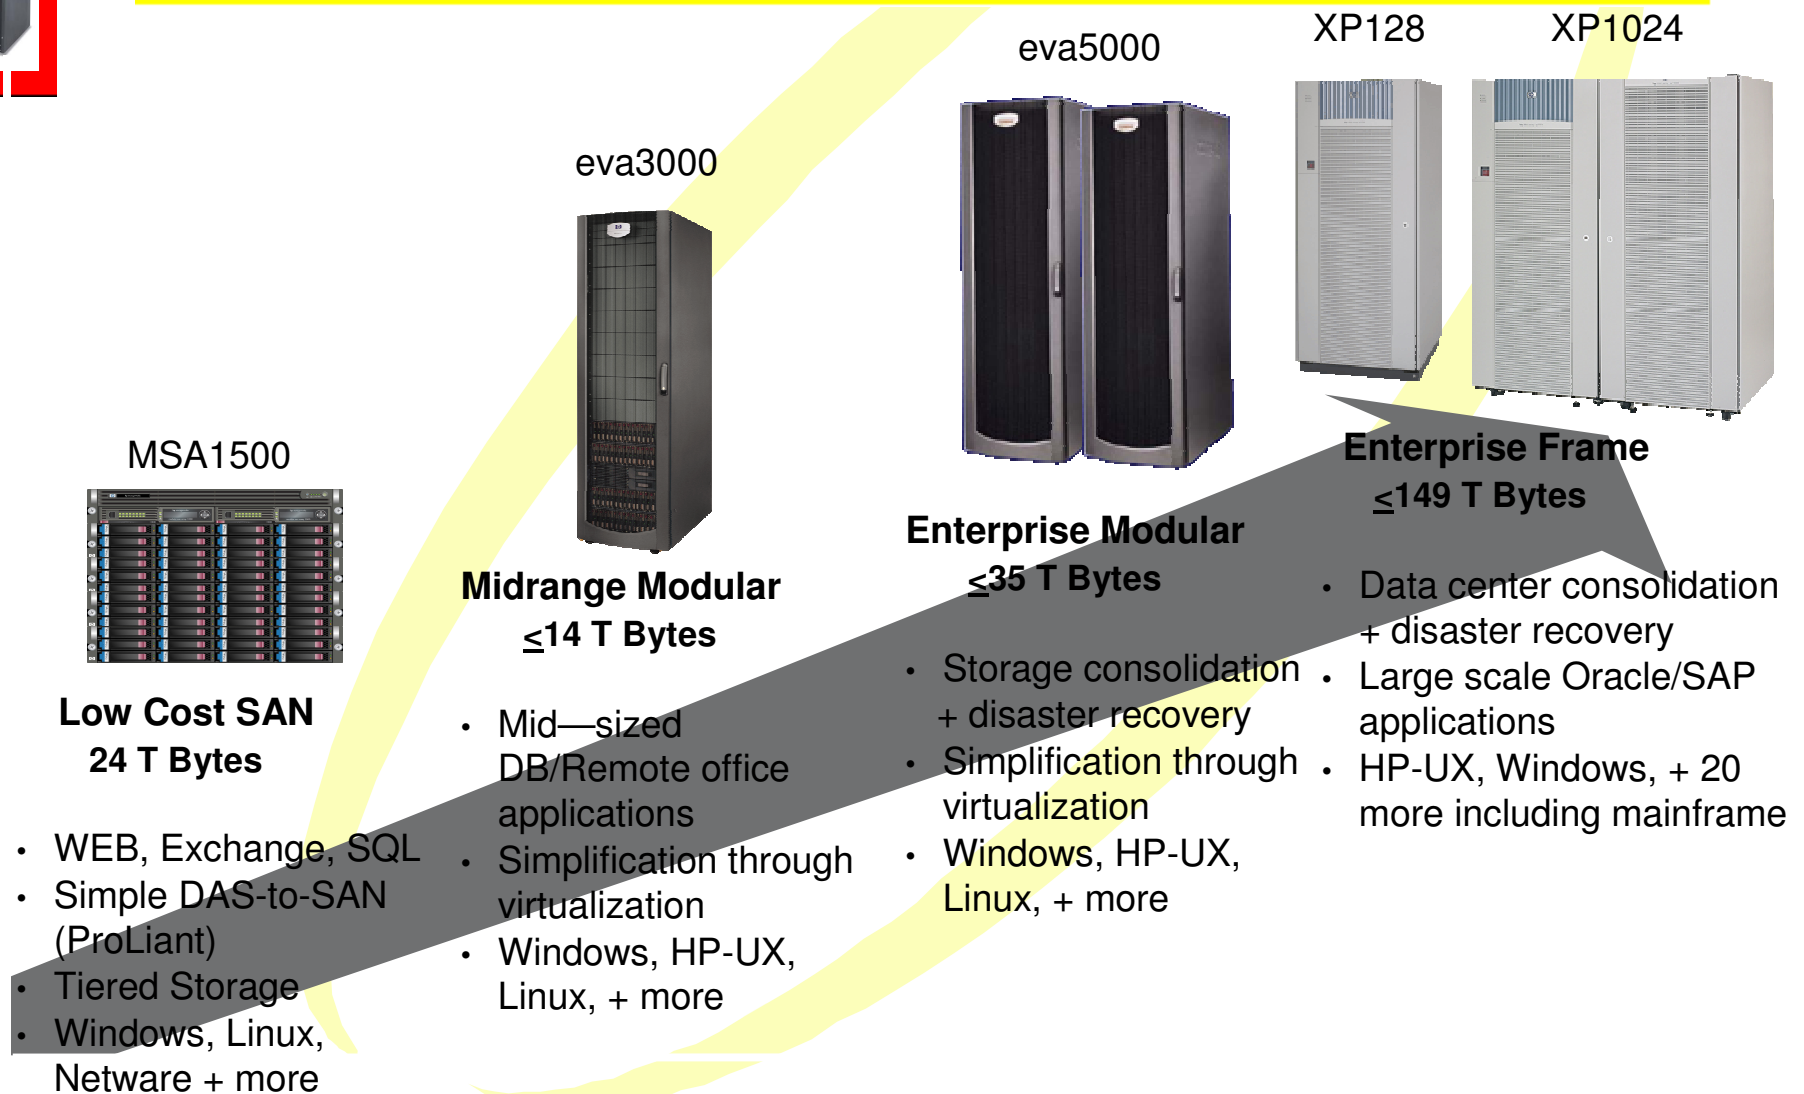 MSA1500
Low Cost SAN
24 T Bytes
• WEB, Exchange, SQL
• Simple DAS-to-SAN
(ProLiant)
• Tiered Storage
• Windows, Linux,
Netware + more
eva3000
Midrange Modular
≤14 T Bytes
• Mid—sized
DB/Remote office
applications
• Simplification through
virtualization
• Windows, HP-UX,
Linux, + more
eva5000
Enterprise Modular
≤35 T Bytes
• Storage consolidation
+ disaster recovery
• Simplification through
virtualization
• Windows, HP-UX,
Linux, + more
XP128
XP1024
Enterprise Frame
≤149 T Bytes
• Data center consolidation
+ disaster recovery
• Large scale Oracle/SAP
applications
• HP-UX, Windows, + 20
more including mainframe